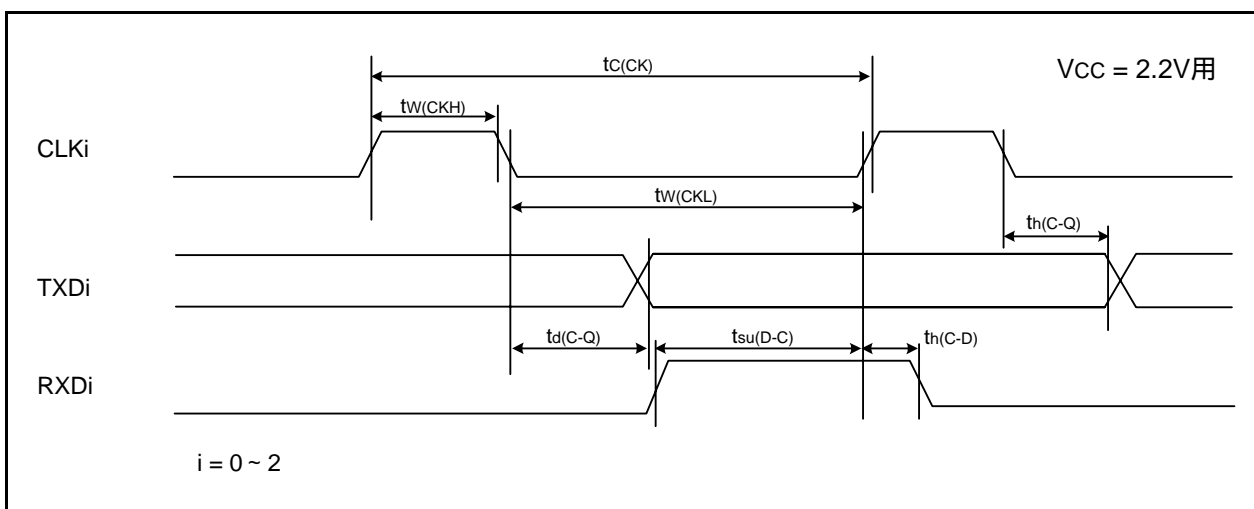 tC(CK)
VCC = 2.2V用
tW(CKH)
CLKi
tW(CKL)
th(C-Q)
TXDi
td(C-Q)
tsu(D-C)
th(C-D)
RXDi
i = 0 ~ 2